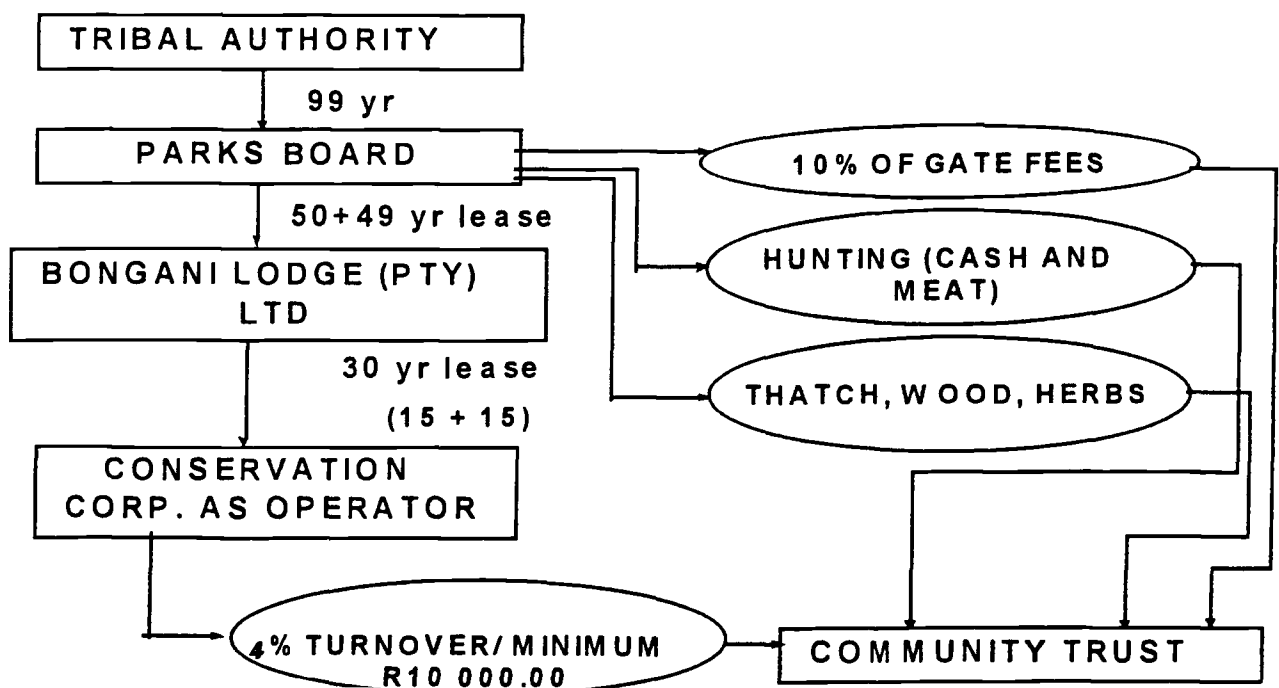 TRIBAL AUTHORITY
99 yr
PARKS BOARD
10% OF GATE FEES
50+49 yr lease
BONGANI LODGE (PTY)
LTD
HUNTING (CASH AND
MEAT)
30 yr lease
(15 + 15)
THATCH, WOOD, HERBS
CONSERVATION
CORP. AS OPERATOR
4% TURNOVER/ MINIMUM
R10 000.00
COMMUNITY TRUST